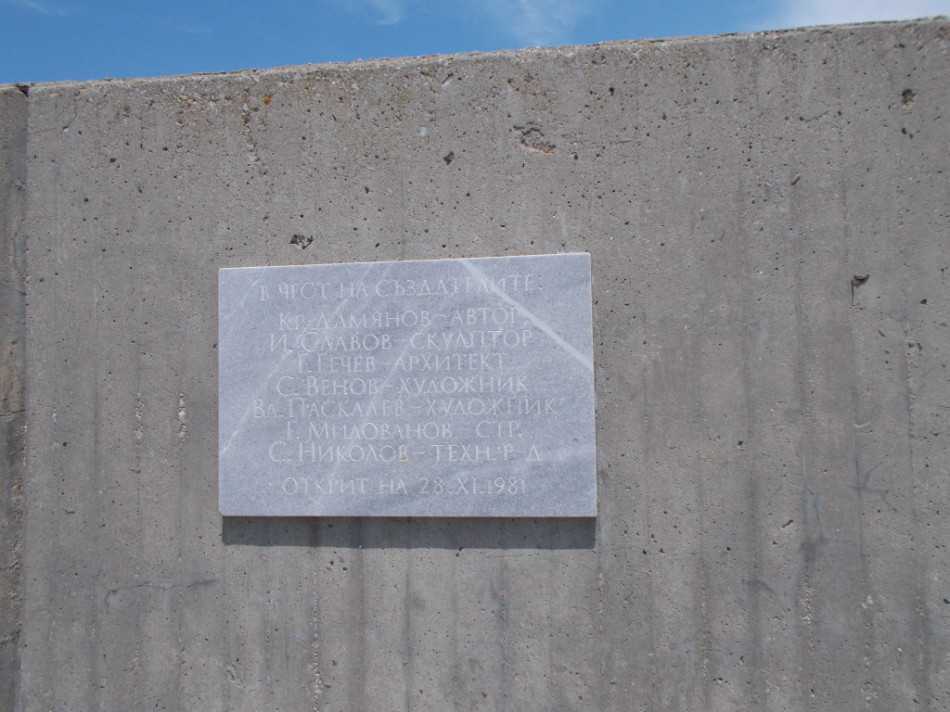 В ЧЕСТ НА СЪЗДАТЕЛИТЕ:
КР. ДАМЯНОВ – АВТОР
И. СЛАВОВ – СКУЛПТОР
Г. ГЕЧЕВ – АРХИТЕКТ
С. ВЕНОВ – ХУДОЖНИК
ВЛ. ПАСКАЛЕВ – ХУДОЖНИК
Г. МИЛОВАНОВ – СТР.
С. НИКОЛОВ – ТЕХН. Р. Д
ОТКРИТ НА 28.XI.1981